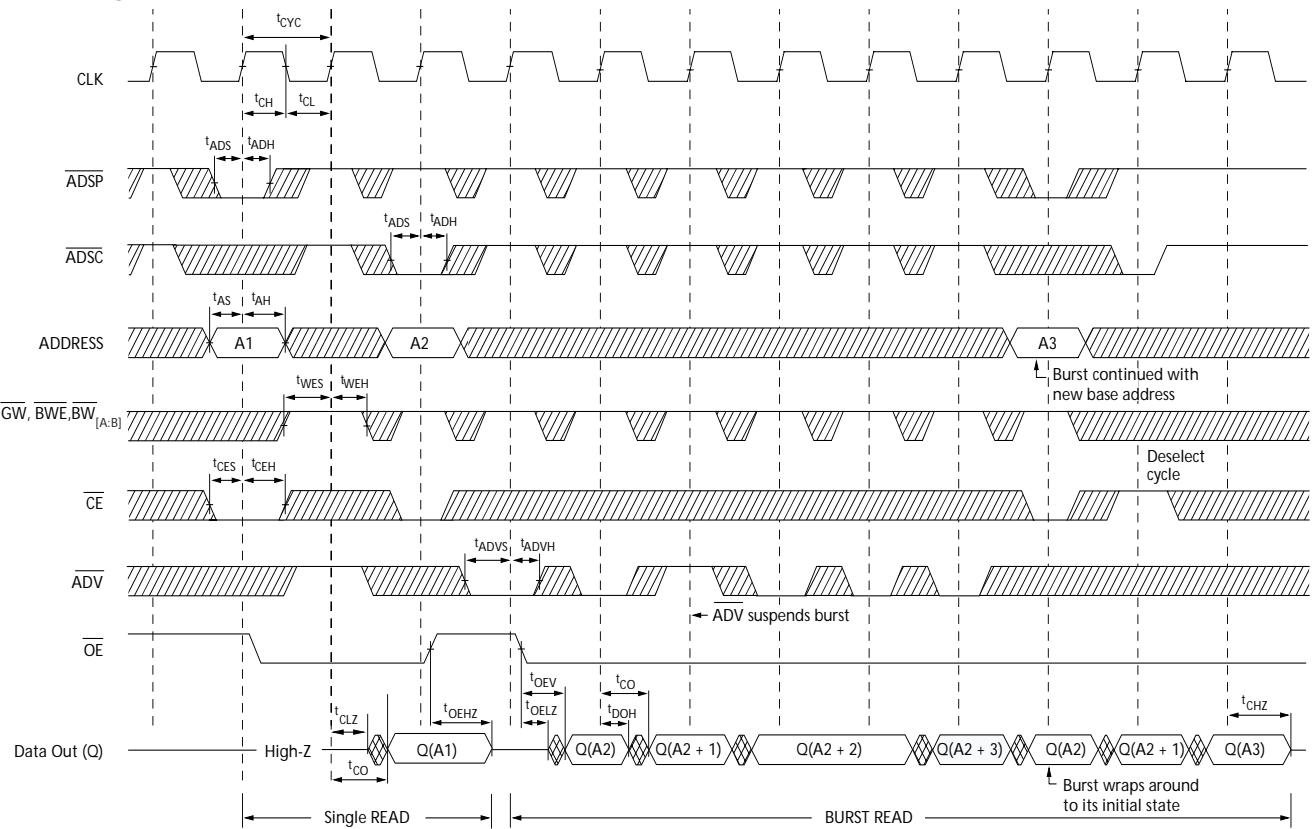 tCYC
CLK
tCH
tCL
tADS
tADH
ADSP
tADS
tADH
ADSC
tAS
tAH
ADDRESS
A1
A2
A3
Burst continued with
new base address
tWES
tWEH
GW, BWE,BW[A:B]
Deselect
cycle
tCES
tCEH
CE
tADVS
tADVH
ADV
ADV suspends burst
OE
tOEV
tCO
tCLZ
tOEHZ
tOELZ
tDOH
tCHZ
Data Out (Q)
High-Z
Q(A1)
Q(A2)
Q(A2 + 1)
Q(A2 + 2)
Q(A2 + 3)
Q(A2)
Q(A2 + 1)
Q(A3)
tCO
Burst wraps around
to its initial state
Single READ
BURST READ